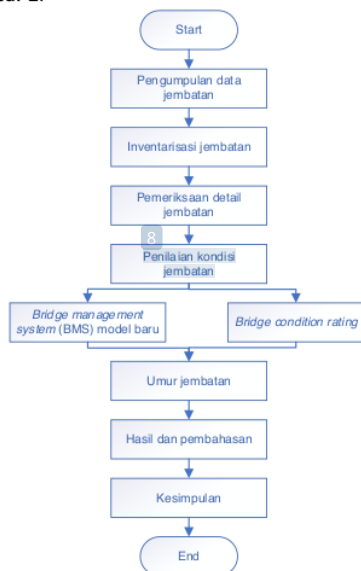 Start
Pengumpulan data
jembatan
Inventarisasi jembatan
Pemeriksaan detail
jembatan
8
Penilaian kondisi
jembatan
Bridge management
system (BMS) model baru
Bridge condition rating
Umur jembatan
Hasil dan pembahasan
Kesimpulan
End